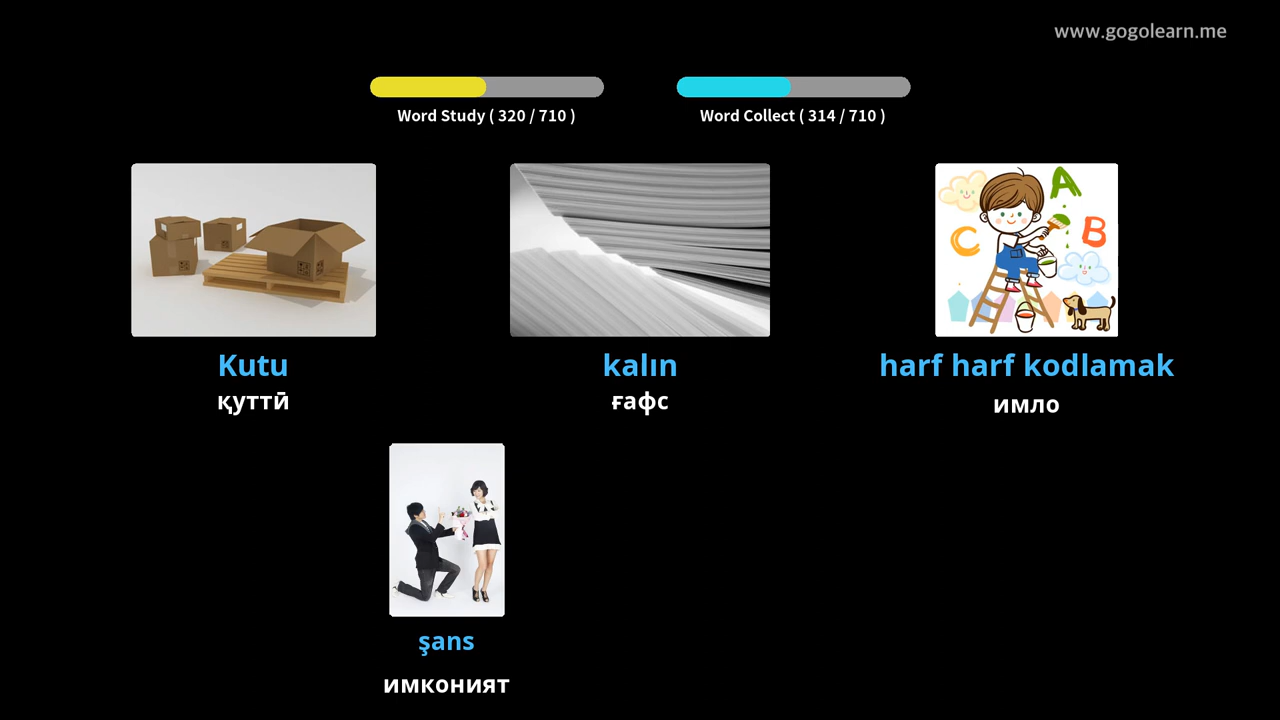 www.gogolearn.me
Word Study ( 320 / 710 )
Word Collect ( 314 / 710 )
Kutu
қуттӣ
kalın
ғафс
harf harf kodlamak
имло
A
B
C
şans
имконият